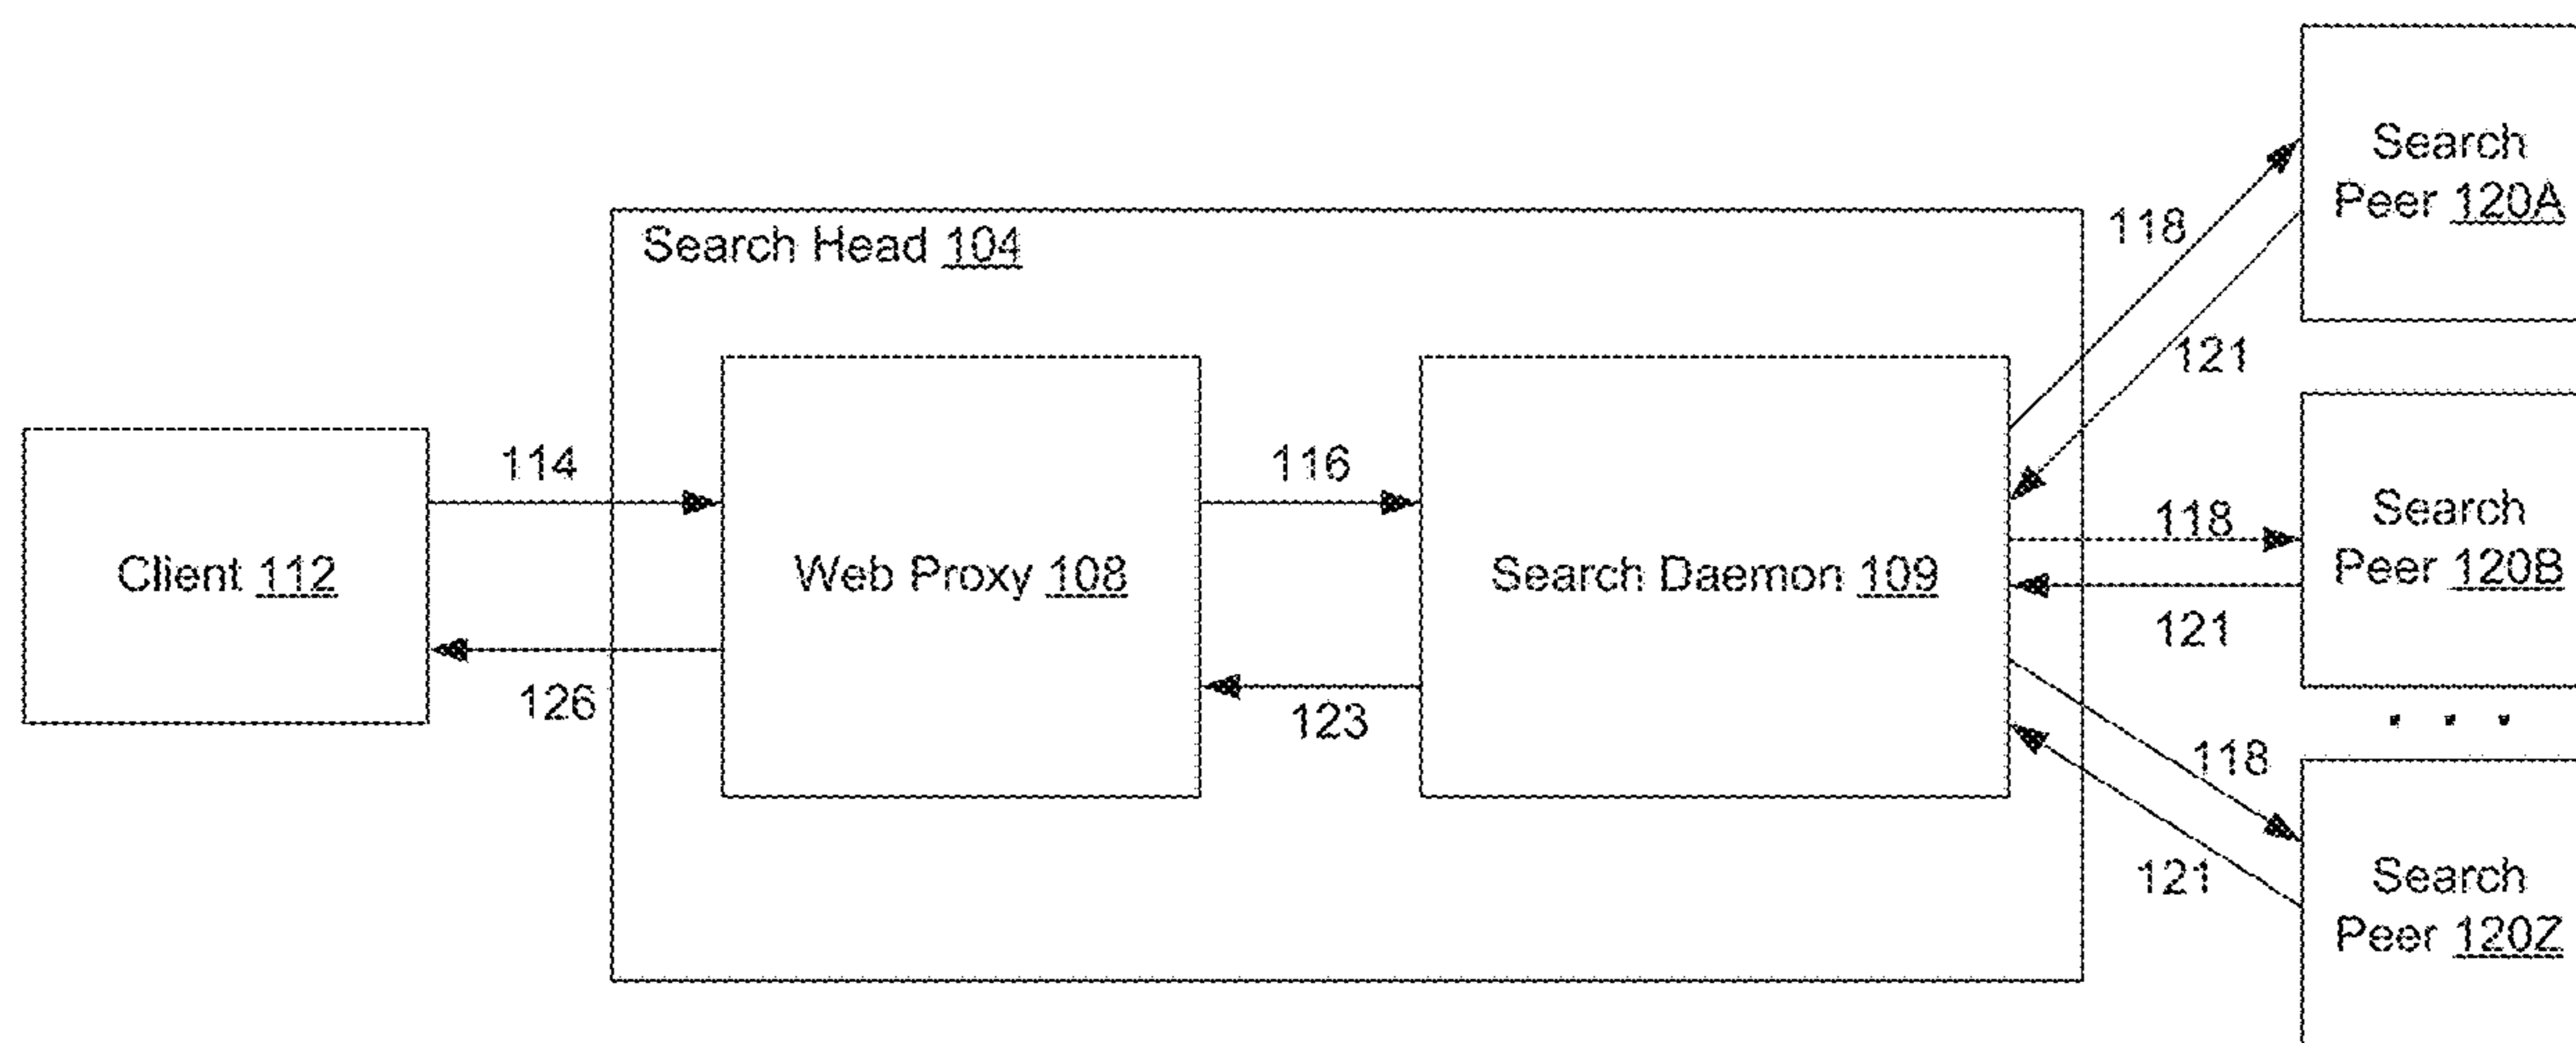 Search
Peer 120A
118
Search Head 104
121
114
116
Search
Peer 120B
118
Client 112
Web Proxy 108
Search Daemon 109
121
126
123
. . .
118
Search
Peer 120Z
121